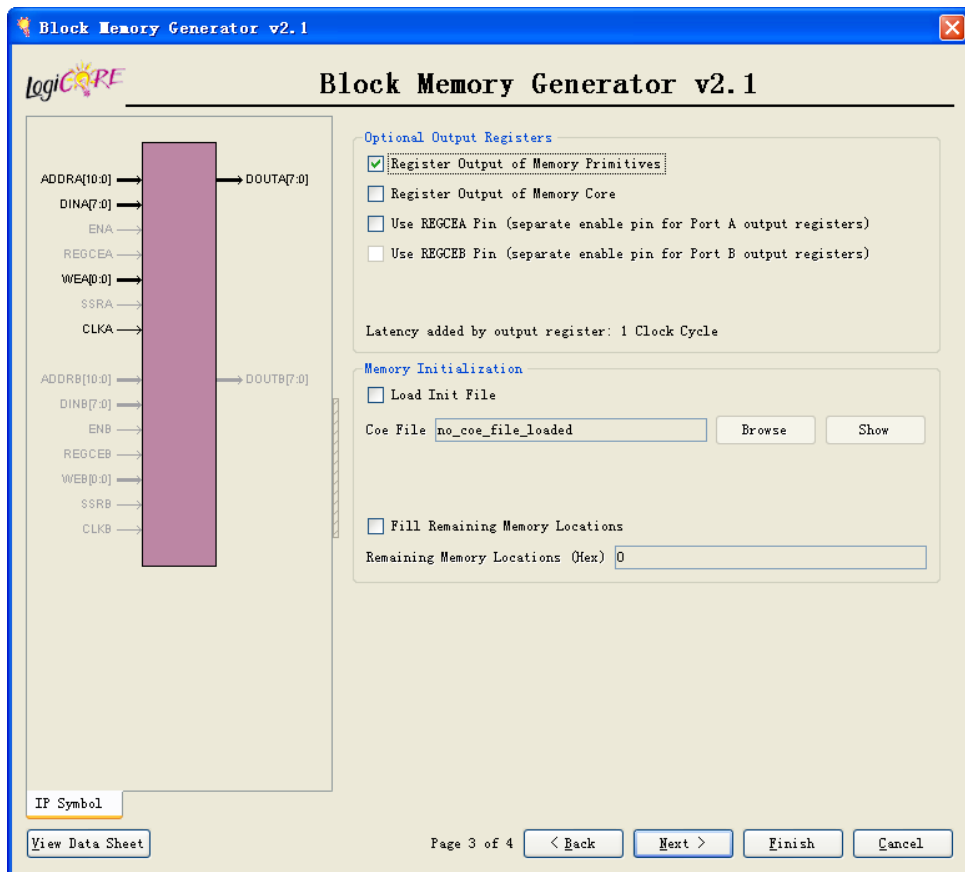 Block Memory Generator v2.1
LogiCORE
Block Memory Generator v2.1
ADDRA[10:0]
DOUTA[7:0]
DINA[7:0]
ENA
REGCEA
WEA[0:0]
SSRA
CLKA
ADDRB[10:0]
DOUTB[7:0]
DINB[7:0]
ENB
REGCEB
WEB[0:0]
SSRB
CLKB
IP Symbol
Optional Output Registers
Register Output of Memory Primitives
Register Output of Memory Core
Use REGCEA Pin (separate enable pin for Port A output registers)
Use REGCEB Pin (separate enable pin for Port B output registers)
Latency added by output register: 1 Clock Cycle
Memory Initialization
Load Init File
Coe File no_coe_file_loaded Browse Show
Fill Remaining Memory Locations
Remaining Memory Locations (Hex) 0
View Data Sheet Page 3 of 4 < Back Next > Finish Cancel